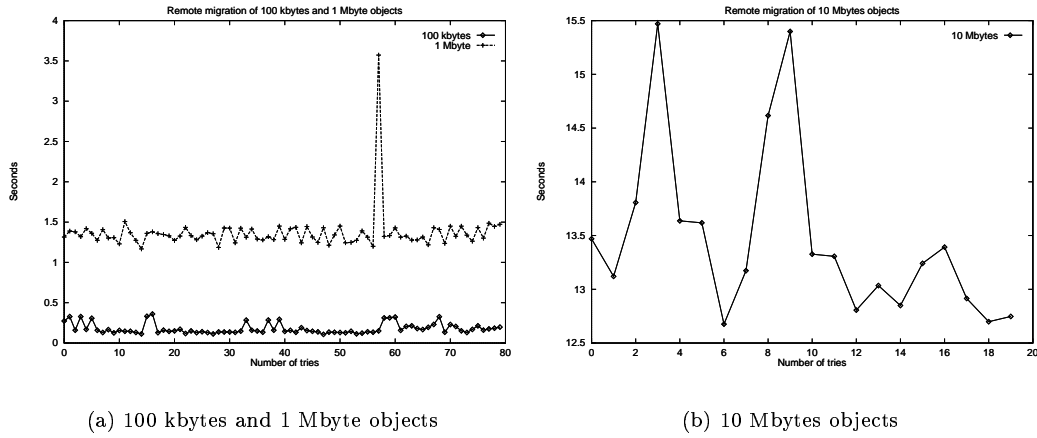 Remote migration of 100 kbytes and 1 Mbyte objects
4
3.5
3
2.5
2
1.5
1
0.5
0
Seconds
100 kbytes
1 Mbyte
0 10 20 30 40 50 60 70 80
Number of tries
(a) 100 kbytes and 1 Mbyte objects
Remote migration of 10 Mbytes objects
15.5
15
14.5
14
13.5
13
12.5
Seconds
10 Mbytes
0 2 4 6 8 10 12 14 16 18 20
Number of tries
(b) 10 Mbytes objects